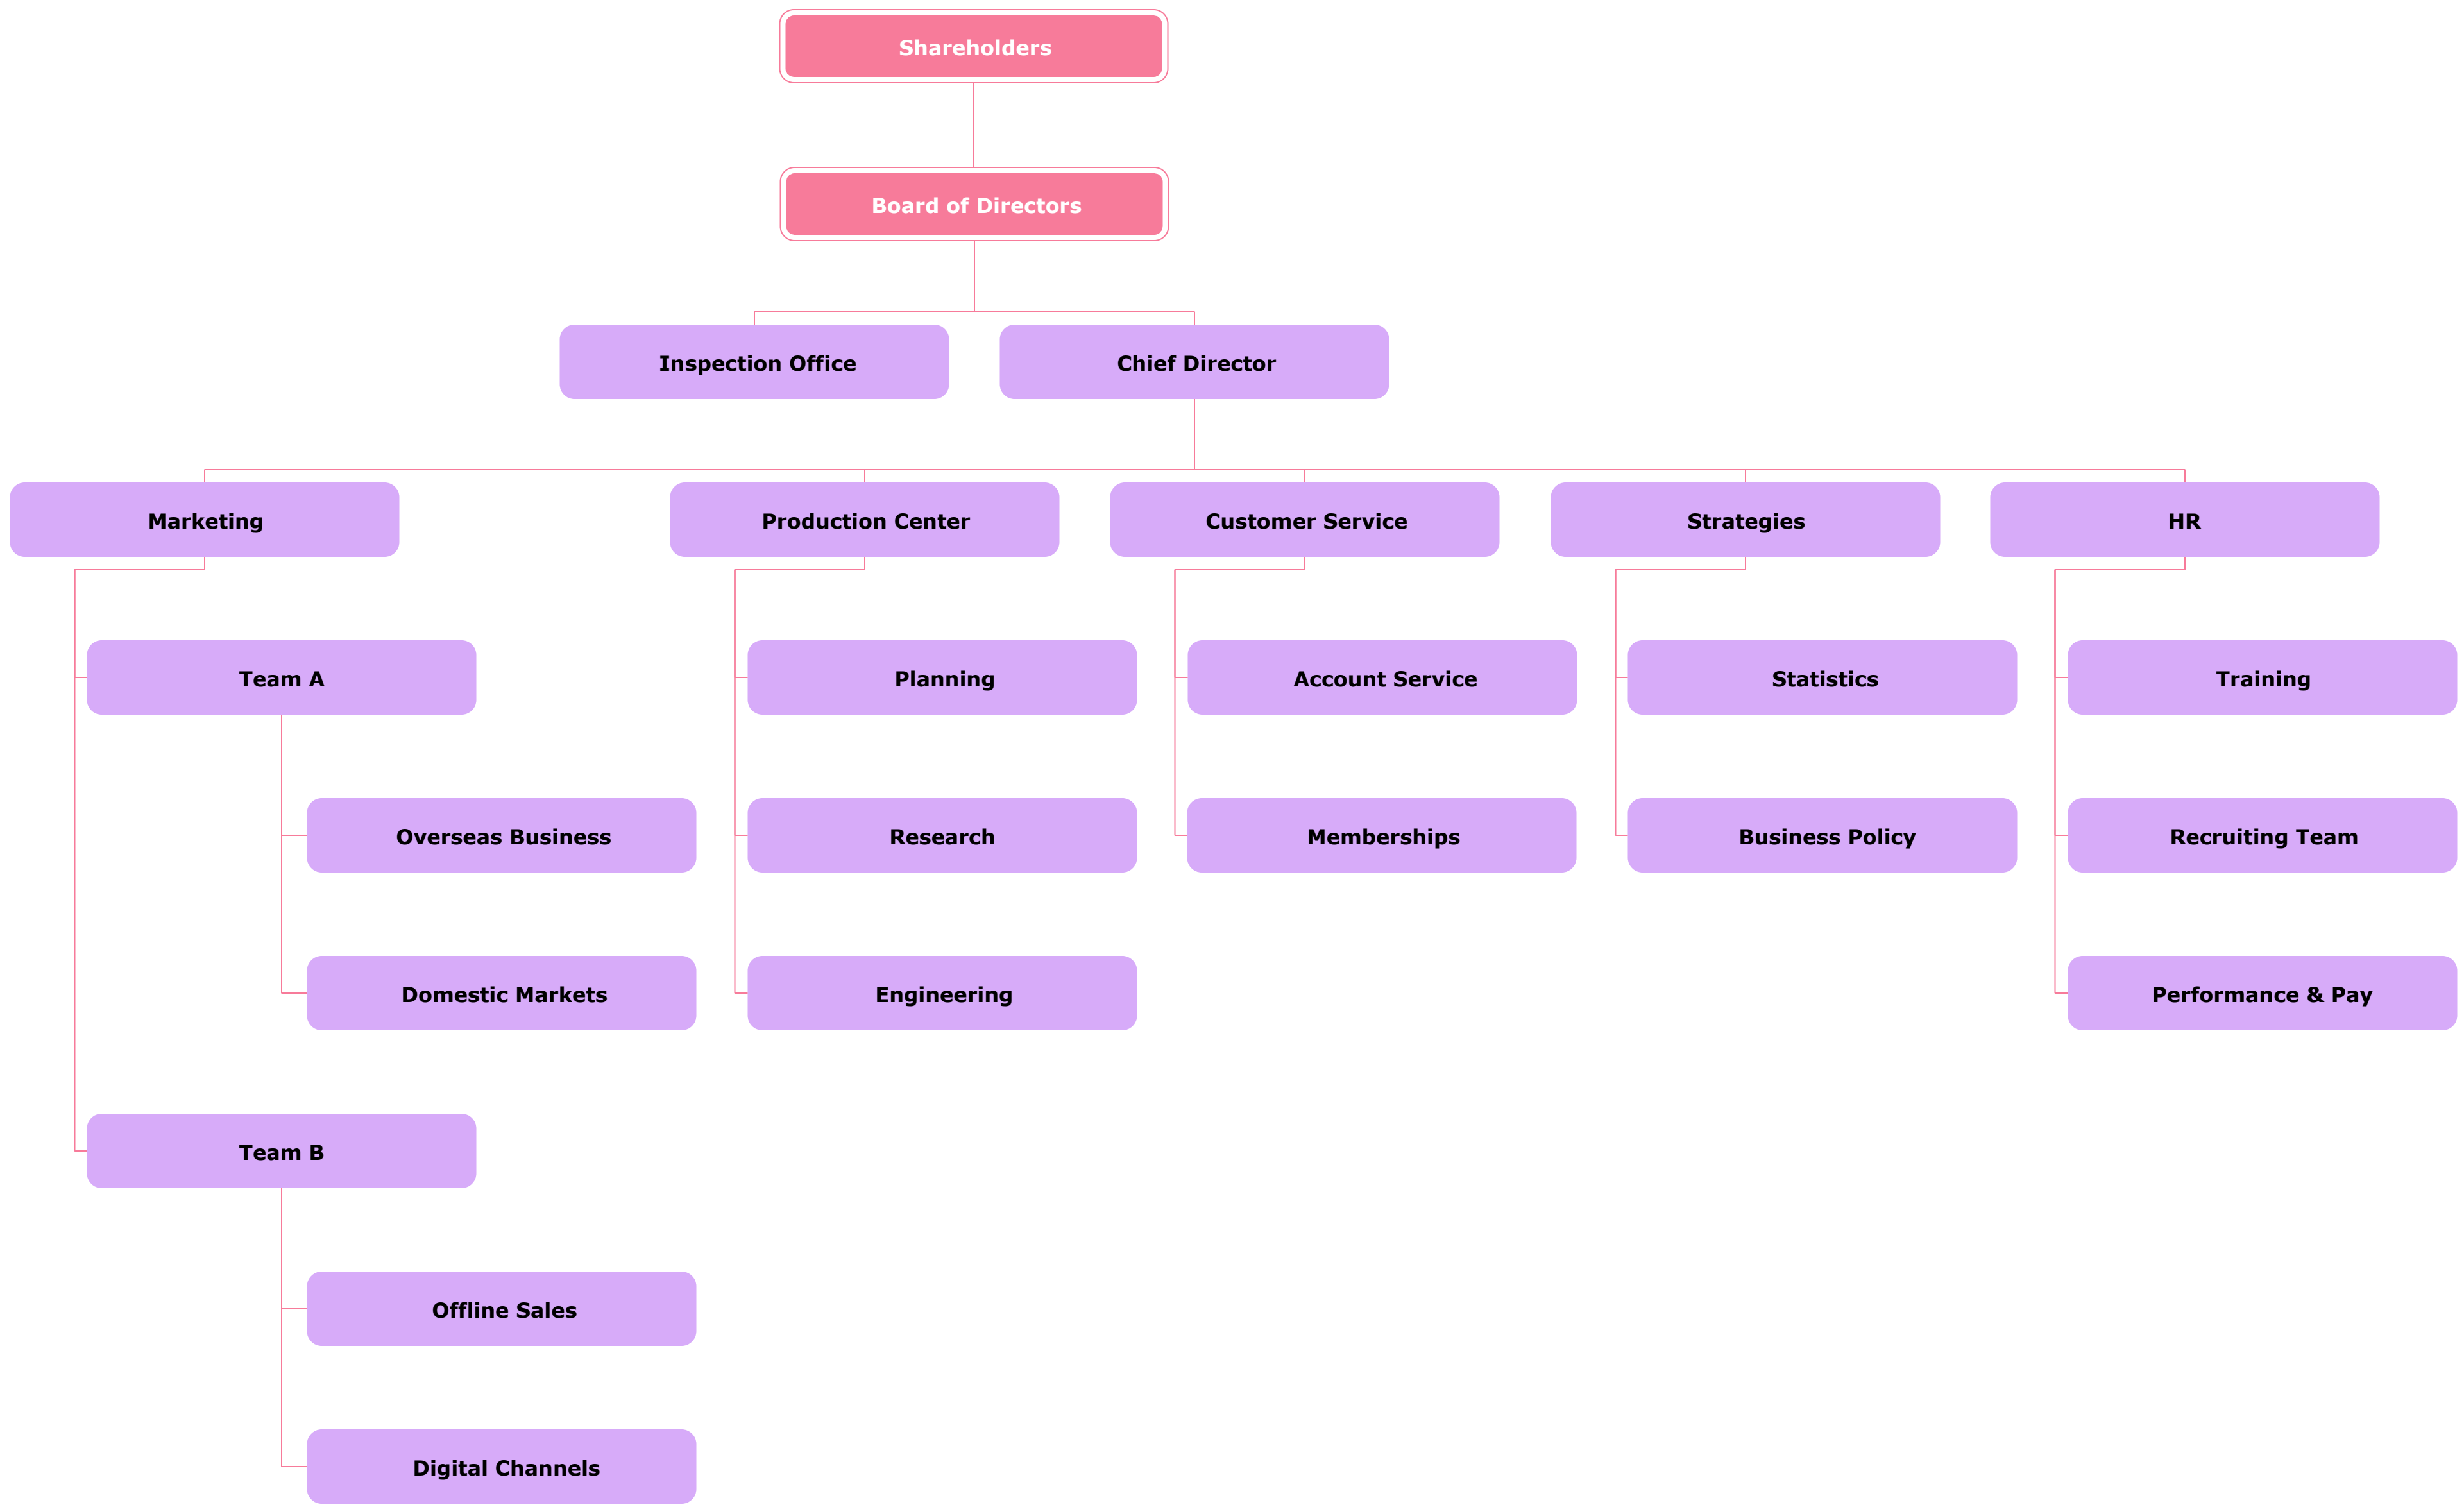 Shareholders
Board of Directors
Inspection Office
Chief Director
Marketing
Production Center
Customer Service
Strategies
HR
Team A
Planning
Account Service
Statistics
Training
Overseas Business
Research
Memberships
Business Policy
Recruiting Team
Domestic Markets
Engineering
Performance & Pay
Team B
Offline Sales
Digital Channels